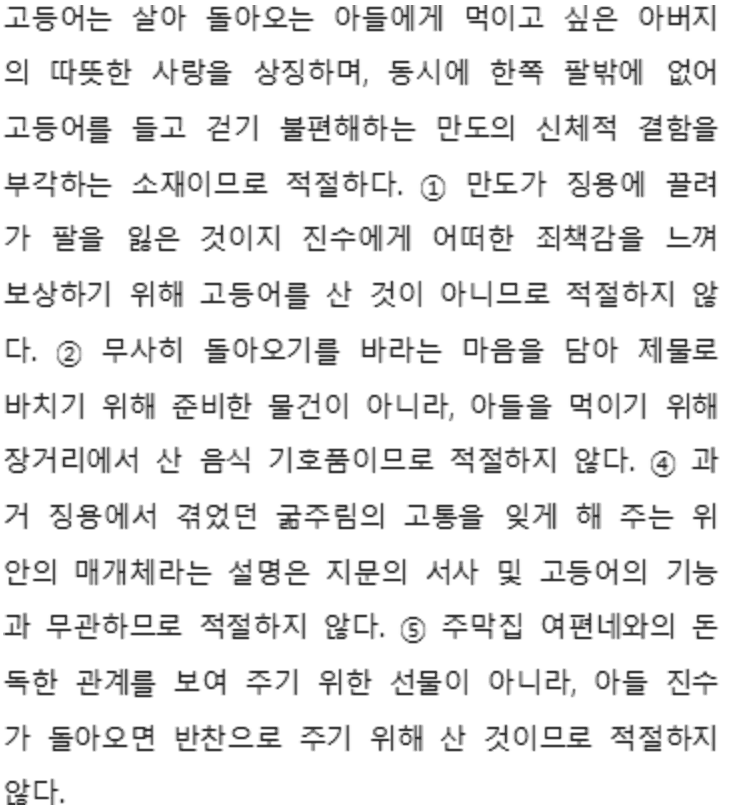 고등어는 살아 돌아오는 아들에게 먹이고 싶은 아버지
의 따뜻한 사랑을 상징하며, 동시에 한쪽 팔밖에 없어
고등어를 들고 걷기 불편해하는 만도의 신체적 결함을
부각하는 소재이므로 적절하다. ① 만도가 징용에 끌려
가 팔을 잃은 것이지 진수에게 어떠한 죄책감을 느껴
보상하기 위해 고등어를 산 것이 아니므로 적절하지 않
다. ② 무사히 돌아오기를 바라는 마음을 담아 제물로
바치기 위해 준비한 물건이 아니라, 아들을 먹이기 위해
장거리에서 산 음식 기호품이므로 적절하지 않다. ④ 과
거 징용에서 겪었던 굶주림의 고통을 잊게 해 주는 위
안의 매개체라는 설명은 지문의 서사 및 고등어의 기능
과 무관하므로 적절하지 않다. ⑤ 주막집 여편네와의 돈
독한 관계를 보여 주기 위한 선물이 아니라, 아들 진수
가 돌아오면 반찬으로 주기 위해 산 것이므로 적절하지
않다.